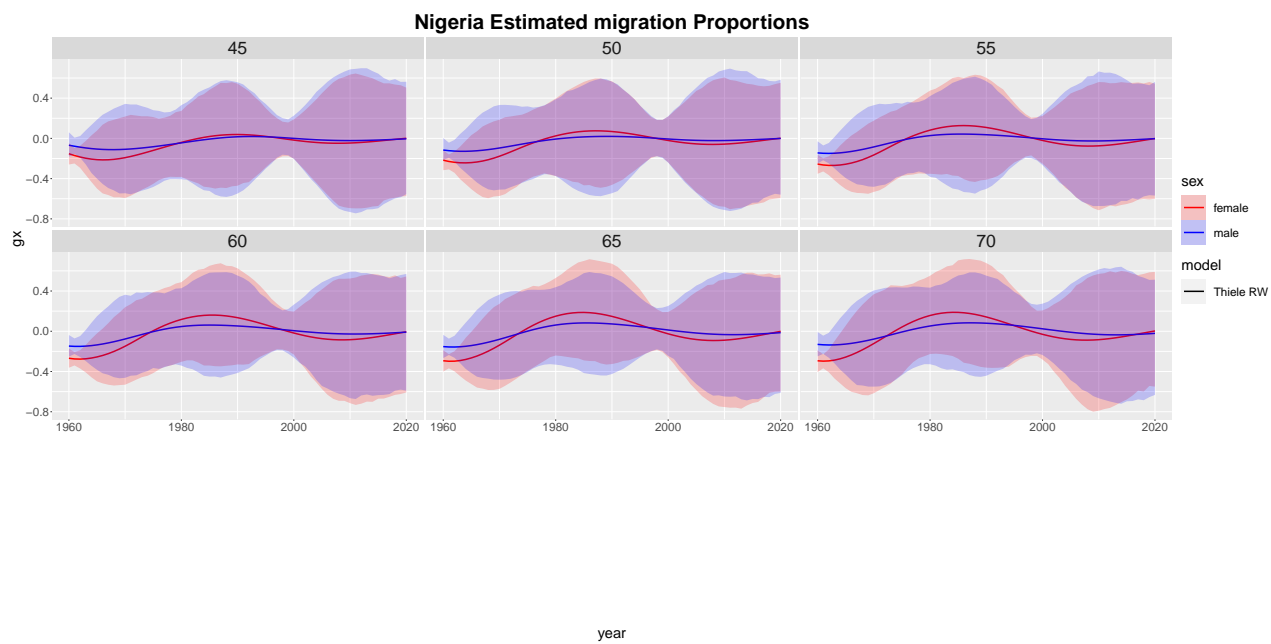 Nigeria Estimated migration Proportions
45 50 55
0.4
0.0
−0.4
−0.8
60 65 70
0.4
0.0
−0.4
−0.8
1960 1980 2000 2020 1960 1980 2000 2020 1960 1980 2000 2020
gx
year
sex
female
male
model
Thiele RW